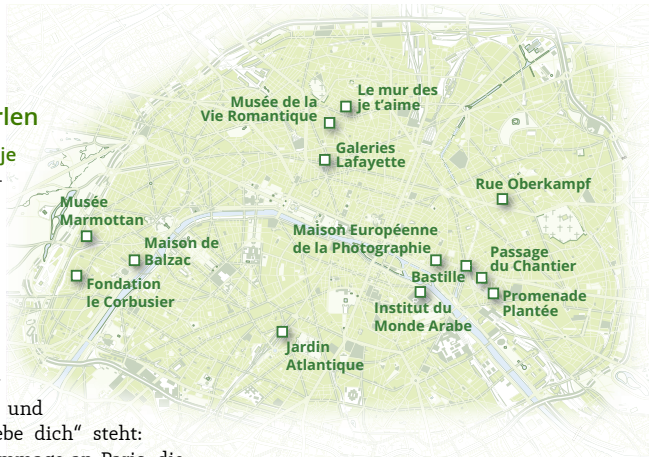 rlen
je
Le mur des
je t'aime
Musée de la
Vie Romantique
Galeries
Lafayette
Rue Oberkampf
Musée
Marmottan
Maison de
Balzac
Maison Européenne
de la Photographie
Passage
du Chantier
Bastille
Fondation
le Corbusier
Promenade
Plantée
Institut du
Monde Arabe
Jardin
Atlantique
und
ebe dich“ steht: